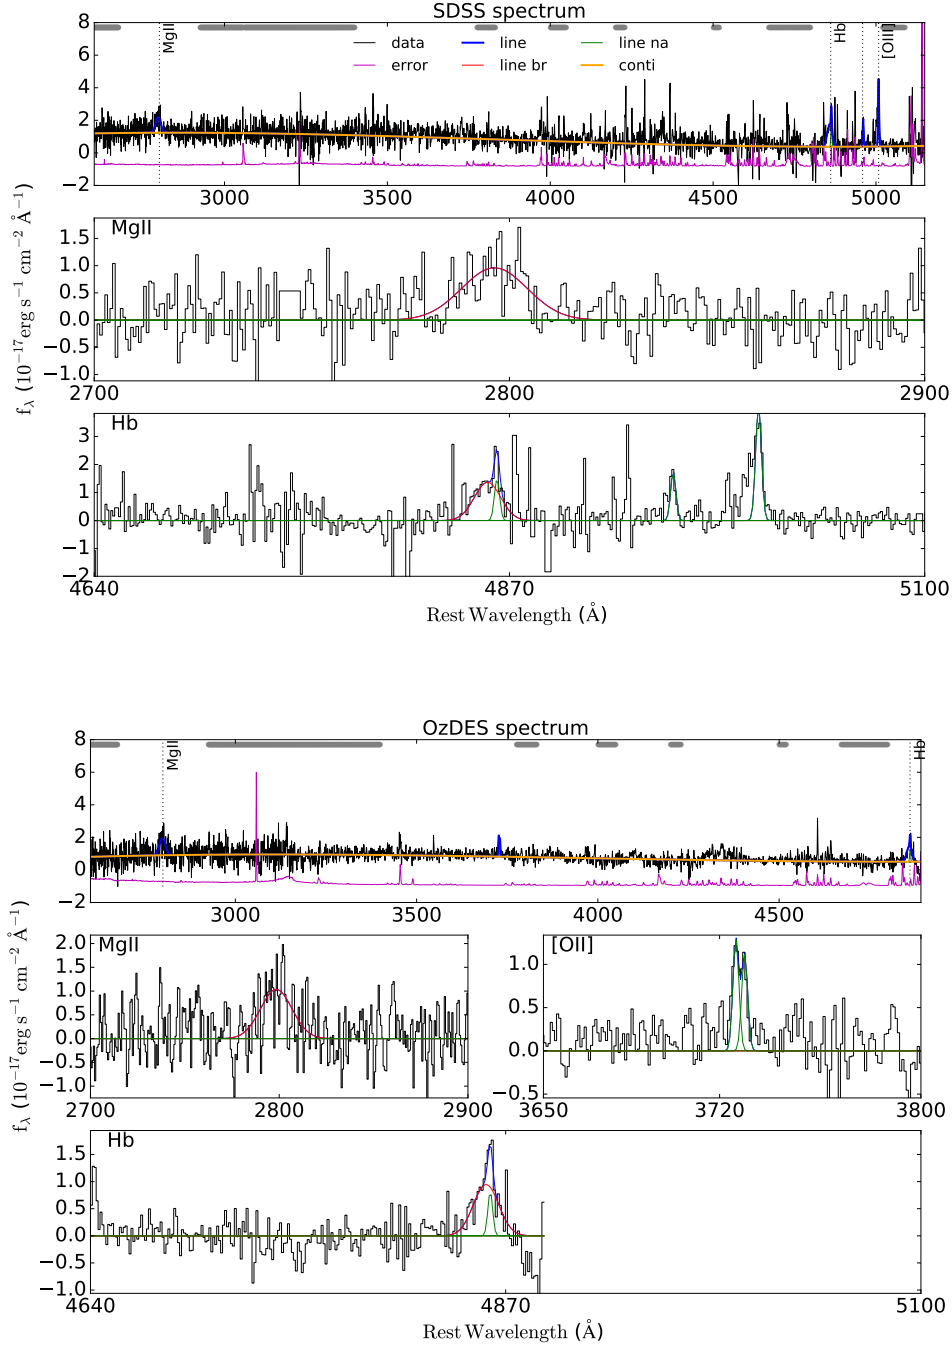 SDSS spectrum
8
6
4
2
0
−2
MgII
Hb
[OIII]
data
line
line na
error
line br
conti
3000 3500 4000 4500 5000
MgII
1.5
1.0
0.5
0.0
−0.5
−1.0
2700 2800 2900
f_λ (10⁻¹⁷erg s⁻¹ cm⁻² Å⁻¹)
Hb
3
2
1
0
−1
−2
4640 4870 5100
Rest Wavelength (Å)
OzDES spectrum
8
6
4
2
0
−2
MgII
Hb
3000 3500 4000 4500
MgII
2.0
1.5
1.0
0.5
0.0
−0.5
−1.0
2700 2800 2900
[OII]
1.0
0.5
0.0
−0.5
3650 3720 3800
f_λ (10⁻¹⁷erg s⁻¹ cm⁻² Å⁻¹)
Hb
1.5
1.0
0.5
0.0
−0.5
−1.0
4640 4870 5100
Rest Wavelength (Å)